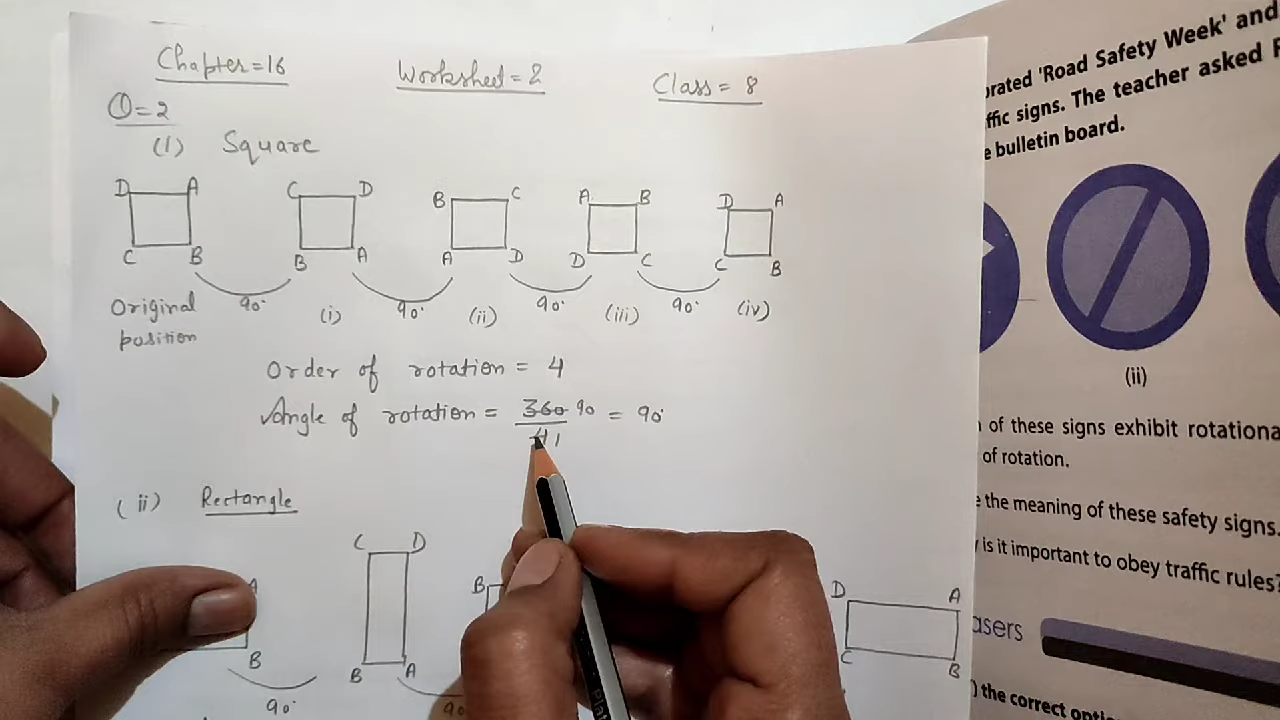 Chapter=16 Worksheet=2 Class=8
Q=2
(1) Square
D A C D B C A B D A
C B B A A D D C C B
90° 90° 90° 90°
Original position (i) (ii) (iii) (iv)
Order of rotation = 4
Angle of rotation = 360 90 = 90°
4 1
(ii) Rectangle
C D
A B D A
B B A C B
90° 90
orated 'Road Safety Week' and
ffic signs. The teacher asked
e bulletin board.
(ii)
of these signs exhibit rotationa
of rotation.
e the meaning of these safety signs.
is it important to obey traffic rules?
asers
) the correct optio